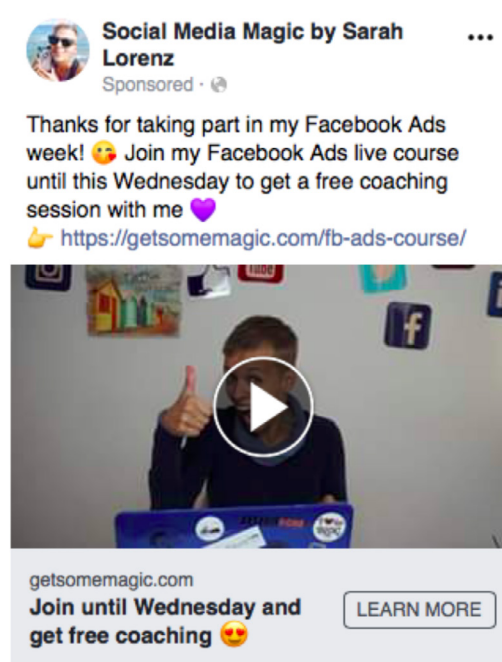 Social Media Magic by Sarah
Lorenz
Sponsored ·
Thanks for taking part in my Facebook Ads
week! 😘 Join my Facebook Ads live course
until this Wednesday to get a free coaching
session with me 💜
👉 https://getsomemagic.com/fb-ads-course/
Tube
f
getsomemagic.com
Join until Wednesday and
get free coaching 😍
LEARN MORE